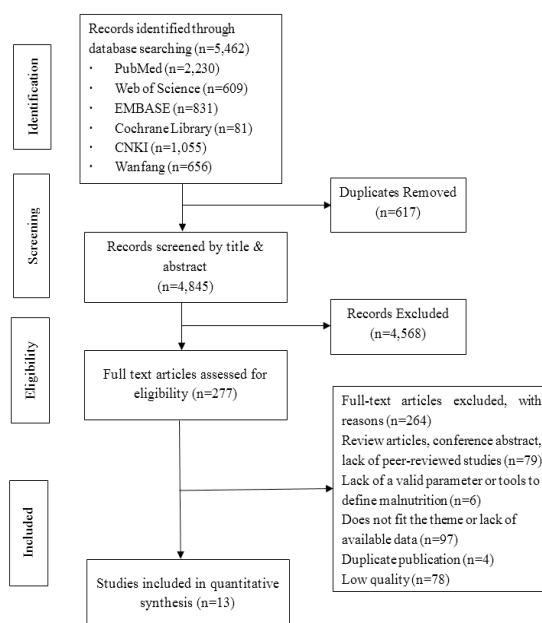 Identification
Records identified through
database searching (n=5,462)
· PubMed (n=2,230)
· Web of Science (n=609)
· EMBASE (n=831)
· Cochrane Library (n=81)
· CNKI (n=1,055)
· Wanfang (n=656)
Screening
Duplicates Removed
(n=617)
Records screened by title &
abstract
(n=4,845)
Records Excluded
(n=4,568)
Eligibility
Full text articles assessed for
eligibility (n=277)
Full-text articles excluded, with
reasons (n=264)
Review articles, conference abstract,
lack of peer-reviewed studies (n=79)
Lack of a valid parameter or tools to
define malnutrition (n=6)
Does not fit the theme or lack of
available data (n=97)
Duplicate publication (n=4)
Low quality (n=78)
Included
Studies included in quantitative
synthesis (n=13)